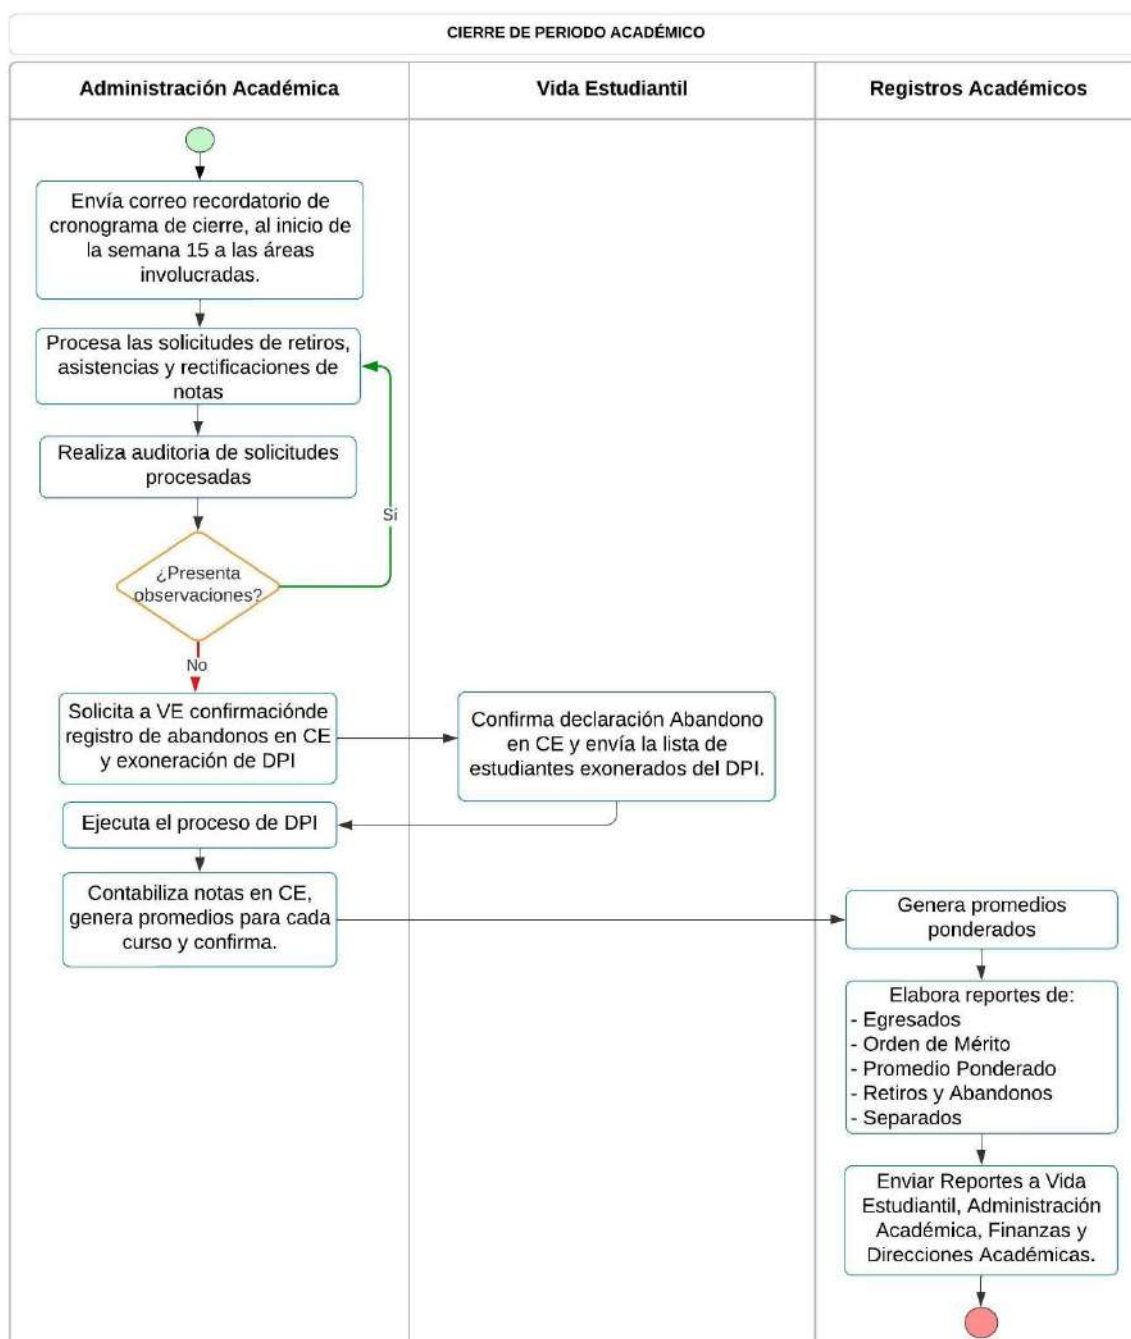 CIERRE DE PERIODO ACADÉMICO
Administración Académica
Vida Estudiantil
Registros Académicos
Envía correo recordatorio de
cronograma de cierre, al inicio de
la semana 15 a las áreas
involucradas.
Procesa las solicitudes de retiros,
asistencias y rectificaciones de
notas
Realiza auditoria de solicitudes
procesadas
Sí
¿Presenta
observaciones?
No
Solicita a VE confirmaciónde
registro de abandonos en CE
y exoneración de DPI
Confirma declaración Abandono
en CE y envía la lista de
estudiantes exonerados del DPI.
Ejecuta el proceso de DPI
Contabiliza notas en CE,
genera promedios para cada
curso y confirma.
Genera promedios
ponderados
Elabora reportes de:
- Egresados
- Orden de Mérito
- Promedio Ponderado
- Retiros y Abandonos
- Separados
Enviar Reportes a Vida
Estudiantil, Administración
Académica, Finanzas y
Direcciones Académicas.